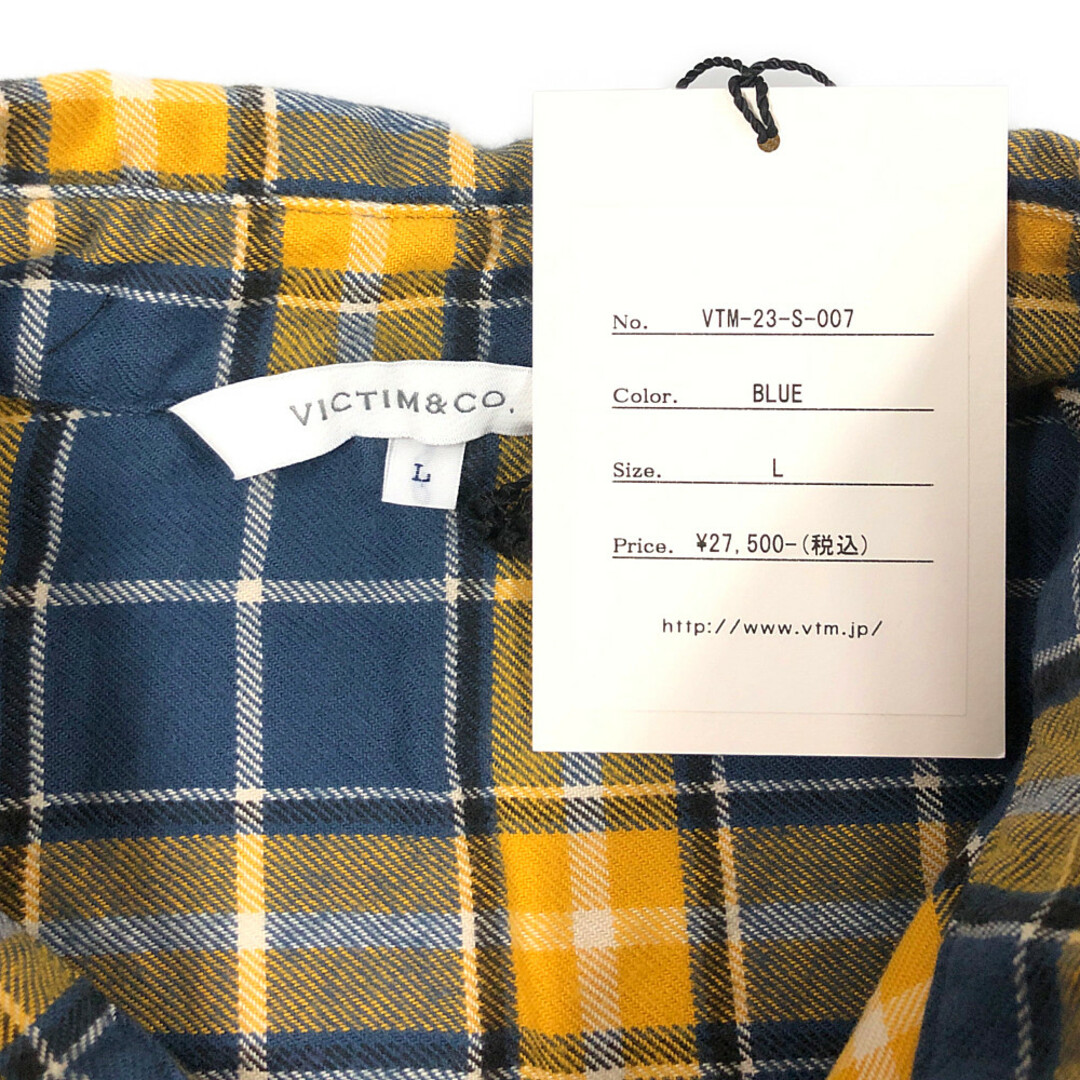 VICTIM&CO.
L
No. VTM-23-S-007
Color. BLUE
Size. L
Price. ¥27,500-(税込)
http://www.vtm.jp/